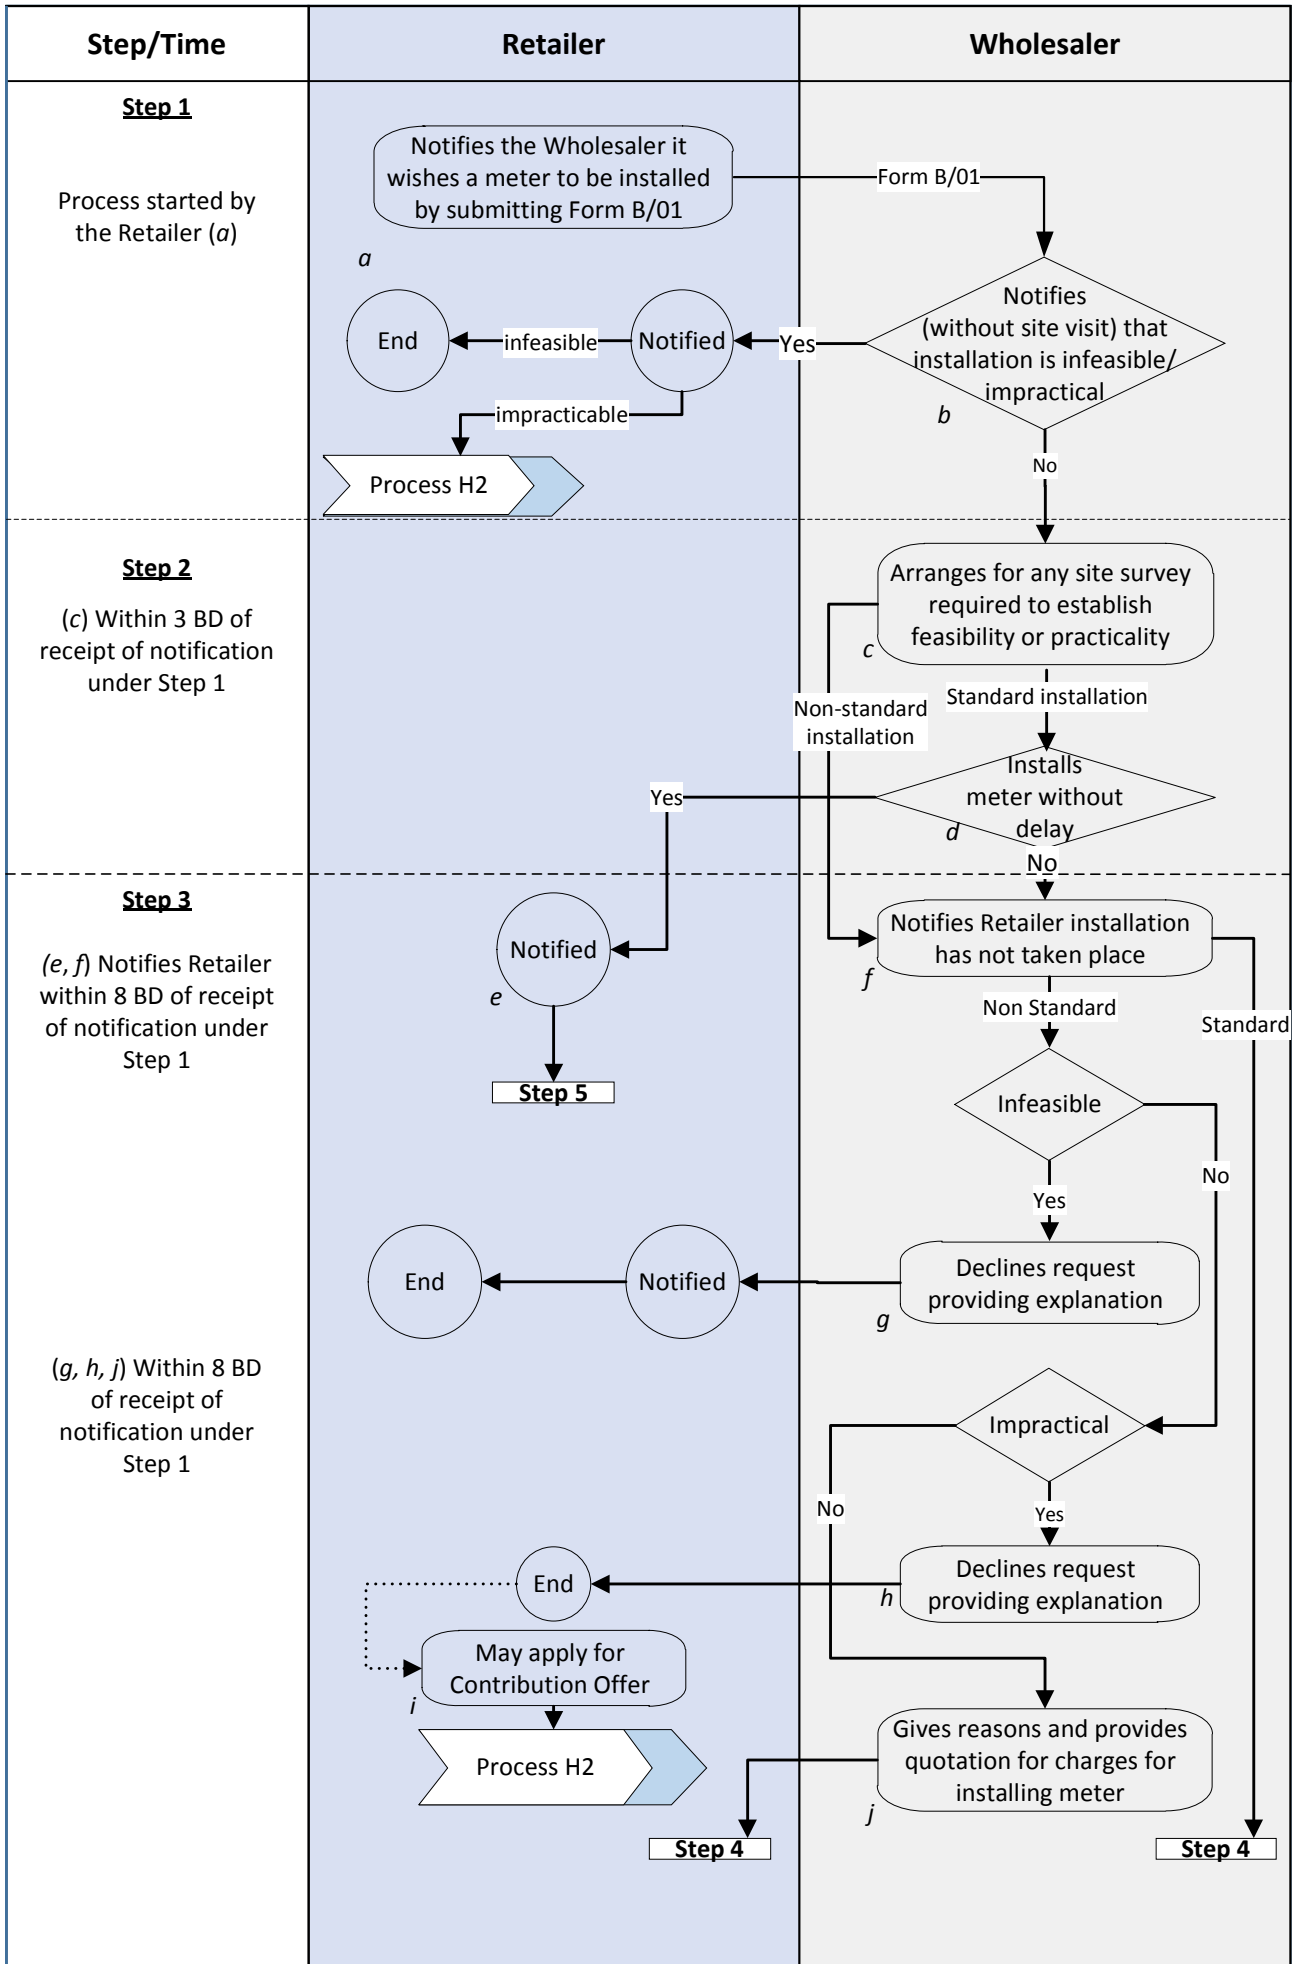 Step/Time
Retailer
Wholesaler
Step 1
Process started by
the Retailer (a)
Notifies the Wholesaler it
wishes a meter to be installed
by submitting Form B/01
a
Form B/01
Notifies
(without site visit) that
installation is infeasible/
impractical
b
Yes
Notified
infeasible
End
impracticable
Process H2
No
Step 2
(c) Within 3 BD of
receipt of notification
under Step 1
Arranges for any site survey
required to establish
feasibility or practicality
c
Non-standard
installation
Standard installation
Installs
meter without
delay
d
Yes
No
Step 3
(e, f) Notifies Retailer
within 8 BD of receipt
of notification under
Step 1
Notified
e
Step 5
Notifies Retailer installation
has not taken place
f
Non Standard
Standard
Infeasible
No
Yes
Declines request
providing explanation
g
Notified
End
(g, h, j) Within 8 BD
of receipt of
notification under
Step 1
Impractical
No
Yes
Declines request
providing explanation
h
End
May apply for
Contribution Offer
i
Process H2
Gives reasons and provides
quotation for charges for
installing meter
j
Step 4
Step 4